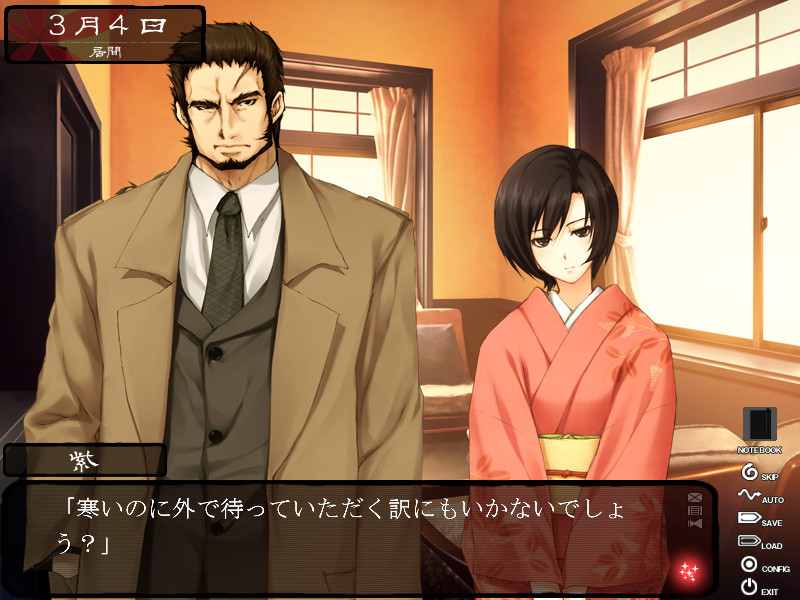 3月4日
居間
紫
「寒いのに外で待っていただく訳にもいかないでしょ
う？」
NOTEBOOK
SKIP
AUTO
SAVE
LOAD
CONFIG
EXIT